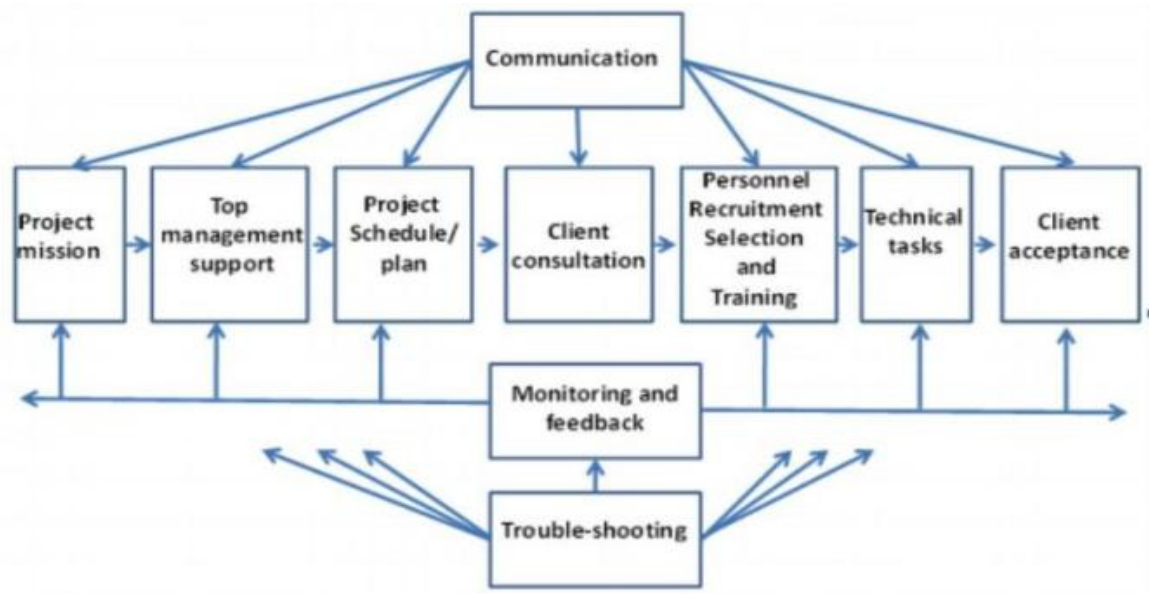 Communication
Project
mission
Top
management
support
Project
Schedule/
plan
Client
consultation
Personnel
Recruitment
Selection
and
Training
Technical
tasks
Client
acceptance
Monitoring and
feedback
Trouble-shooting